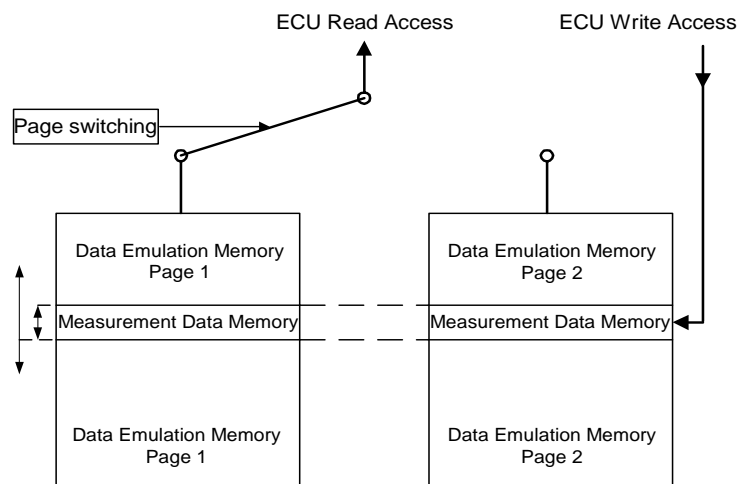 ECU Read Access
ECU Write Access
Page switching
Data Emulation Memory
Page 1
Data Emulation Memory
Page 2
Measurement Data Memory
Measurement Data Memory
Data Emulation Memory
Page 1
Data Emulation Memory
Page 2